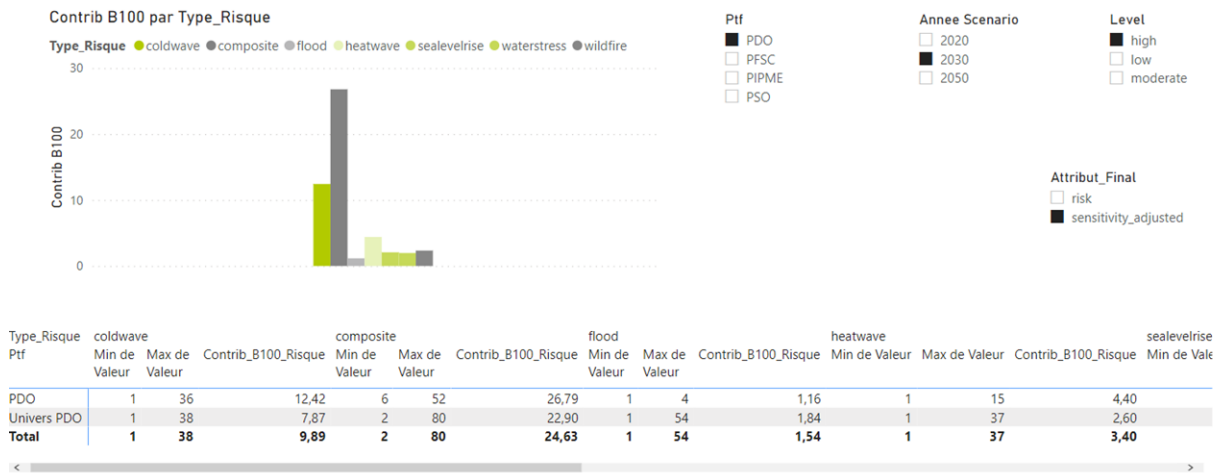 Contrib B100 par Type_Risque
Type_Risque coldwave composite flood heatwave sealevelrise waterstress wildfire
30
20
10
0
Contrib B100
Ptf
PDO
PFSC
PIPME
PSO
Annee Scenario
2020
2030
2050
Level
high
low
moderate
Attribut_Final
risk
sensitivity_adjusted
Type_Risque coldwave composite flood heatwave sealevelrise
Ptf Min de Valeur Max de Valeur Contrib_B100_Risque Min de Valeur Max de Valeur Contrib_B100_Risque Min de Valeur Max de Valeur Contrib_B100_Risque Min de Valeur Max de Valeur Contrib_B100_Risque Min de Vale
PDO 1 36 12,42 6 52 26,79 1 4 1,16 1 15 4,40
Univers PDO 1 38 7,87 2 80 22,90 1 54 1,84 1 37 2,60
Total 1 38 9,89 2 80 24,63 1 54 1,54 1 37 3,40